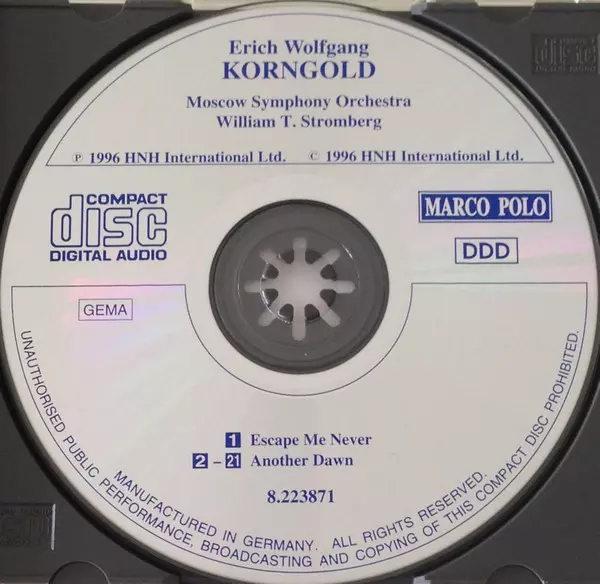 Erich Wolfgang
KORNGOLD
Moscow Symphony Orchestra
William T. Stromberg
℗ 1996 HNH International Ltd. © 1996 HNH International Ltd.
COMPACT
disc
DIGITAL AUDIO
MARCO POLO
DDD
GEMA
1 Escape Me Never
2 – 21 Another Dawn
8.223871
MANUFACTURED IN GERMANY. ALL RIGHTS RESERVED.
UNAUTHORISED PUBLIC PERFORMANCE, BROADCASTING AND COPYING OF THIS COMPACT DISC PROHIBITED.
disc